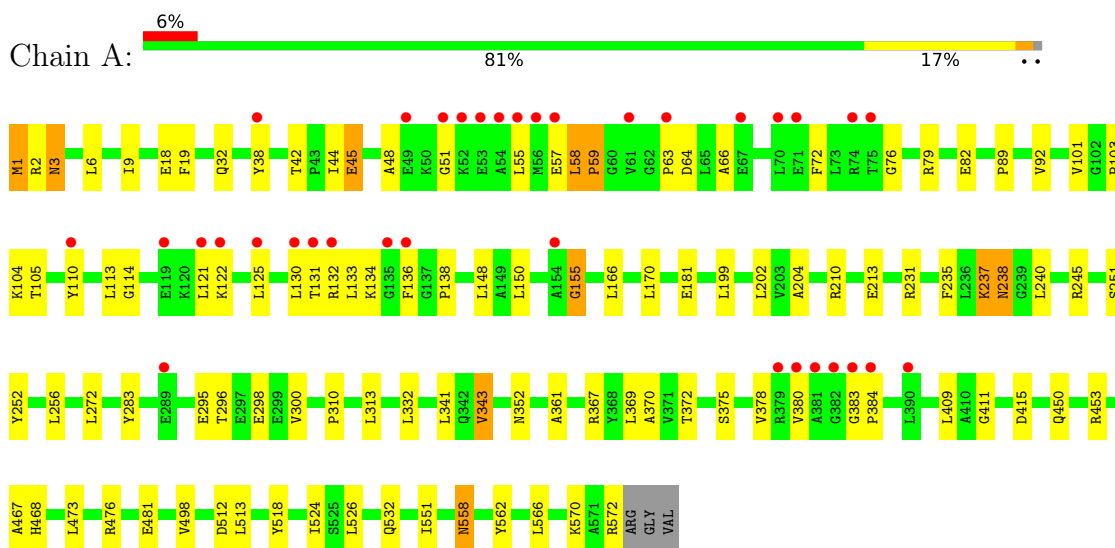 6%
Chain A:
81% 17% • •
M1 R2 N3 L6 I9 E18 F19 Q32 Y38 T42 P43 I44 E45 A48 E49 K50 G51 K52 E53 A54 L55 M56 E57 L58 P59 G60 V61 G62 P63 D64 L65 A66 E67 L70 E71 F72 L73 R74 T75 G76 R79 E82 P89 V92 V101 G102 R103
K104 T105 Y110 L113 G114 E119 K120 L121 K122 L125 L130 T131 R132 L133 K134 G135 F136 G137 P138 L148 A149 L150 A154 G155 L166 L170 E181 L199 L202 V203 A204 R210 E213 R231 F235 L236 K237 N238 G239 L240 R245 S251
Y252 L256 L272 Y283 E289 E295 T296 E297 E298 E299 V300 P310 L313 L332 L341 Q342 V343 N352 A361 R367 Y368 L369 A370 V371 T372 S375 V378 R379 V380 A381 G382 G383 P384 L390 L409 A410 G411 D415 Q450 R453
A467 H468 L473 R476 E481 V498 D512 L513 Y518 I524 S525 L526 Q532 I551 N558 Y562 L566 K570 A571 R572 ARG GLY VAL